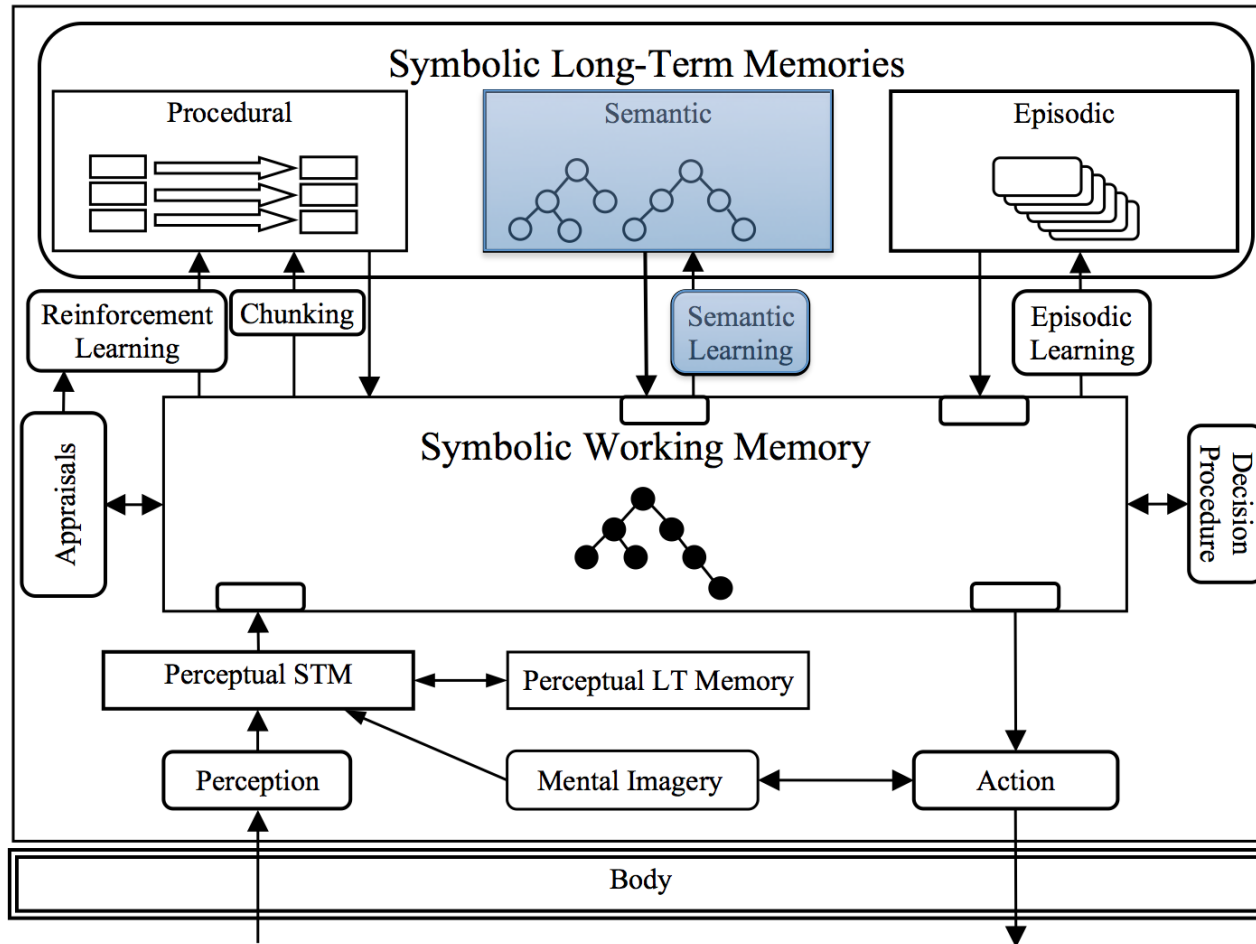 Symbolic Long-Term Memories
Procedural
Semantic
Episodic
Reinforcement
Learning
Chunking
Semantic
Learning
Episodic
Learning
Symbolic Working Memory
Appraisals
Decision
Procedure
Perceptual STM
Perceptual LT Memory
Perception
Mental Imagery
Action
Body